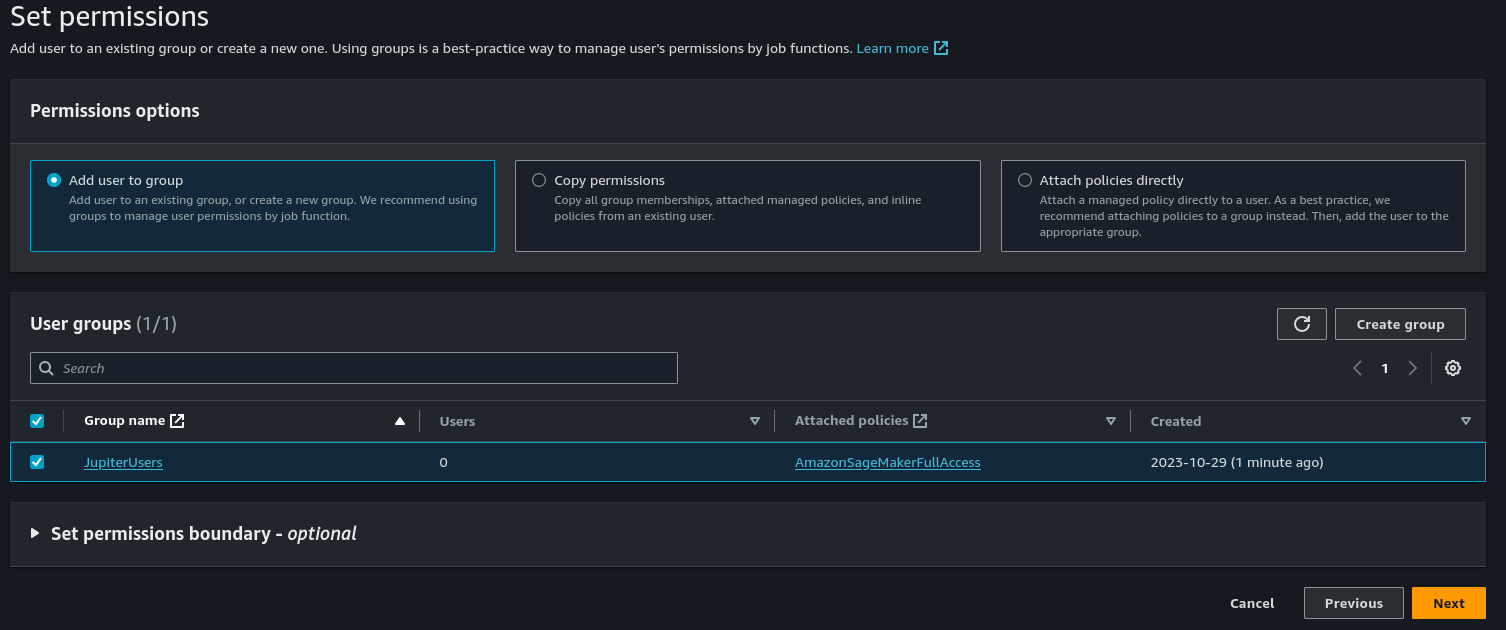 Set permissions
Add user to an existing group or create a new one. Using groups is a best-practice way to manage user's permissions by job functions. Learn more
Permissions options
Add user to group
Add user to an existing group, or create a new group. We recommend using
groups to manage user permissions by job function.
Copy permissions
Copy all group memberships, attached managed policies, and inline
policies from an existing user.
Attach policies directly
Attach a managed policy directly to a user. As a best practice, we
recommend attaching policies to a group instead. Then, add the user to the
appropriate group.
User groups (1/1)
Create group
Search
1
Group name Users Attached policies Created
JupiterUsers 0 AmazonSageMakerFullAccess 2023-10-29 (1 minute ago)
Set permissions boundary - optional
Cancel Previous Next